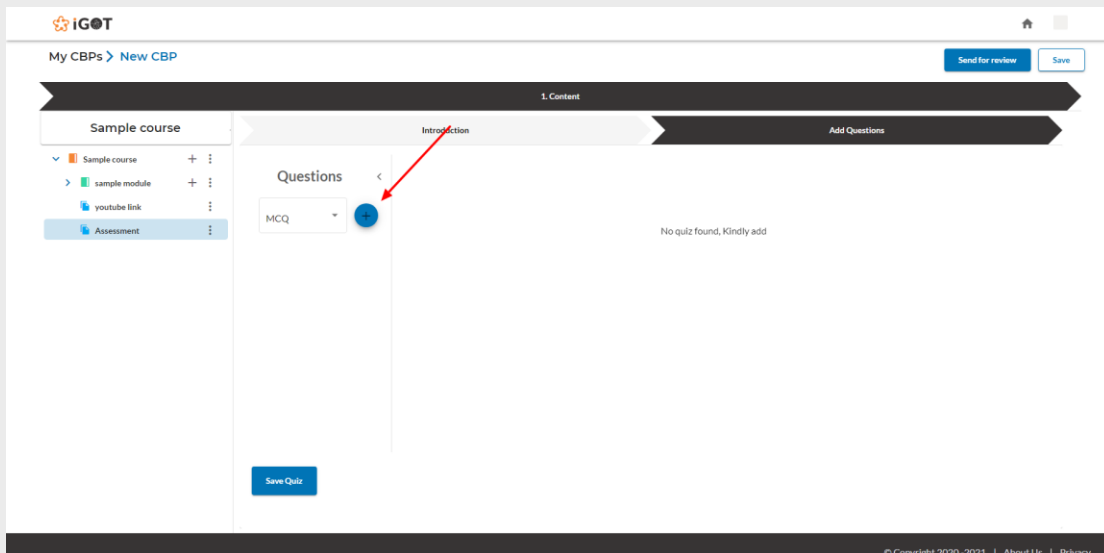 iGOT
My CBPs > New CBP
Send for review
Save
1. Content
Sample course
Introduction
Add Questions
Sample course
sample module
youtube link
Assessment
Questions
MCQ
No quiz found, Kindly add
Save Quiz
© Copyright 2020 -2021 | About Us | Privacy